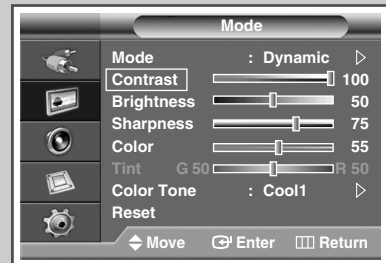 Mode
Mode : Dynamic
Contrast 100
Brightness 50
Sharpness 75
Color 55
Tint G 50 R 50
Color Tone : Cool1
Reset
Move Enter Return